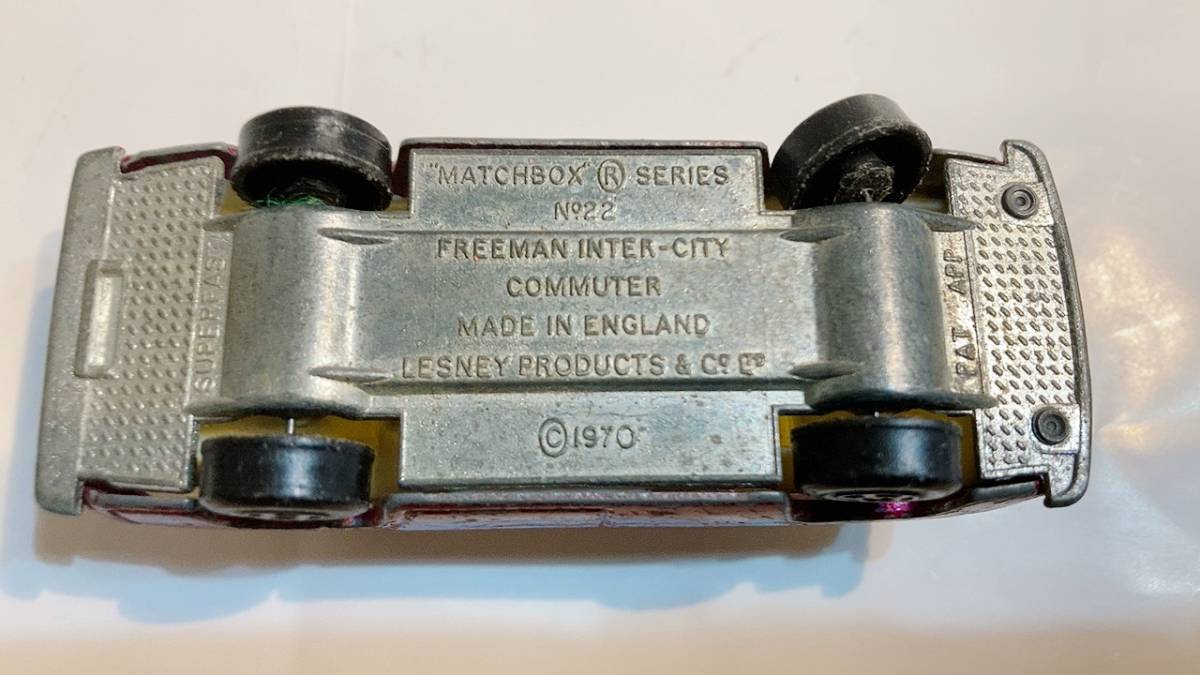 "MATCHBOX" ® SERIES
Nº22
FREEMAN INTER-CITY
COMMUTER
MADE IN ENGLAND
LESNEY PRODUCTS & Cº Lᴰ
©1970
SUPERFAST
PAT APP